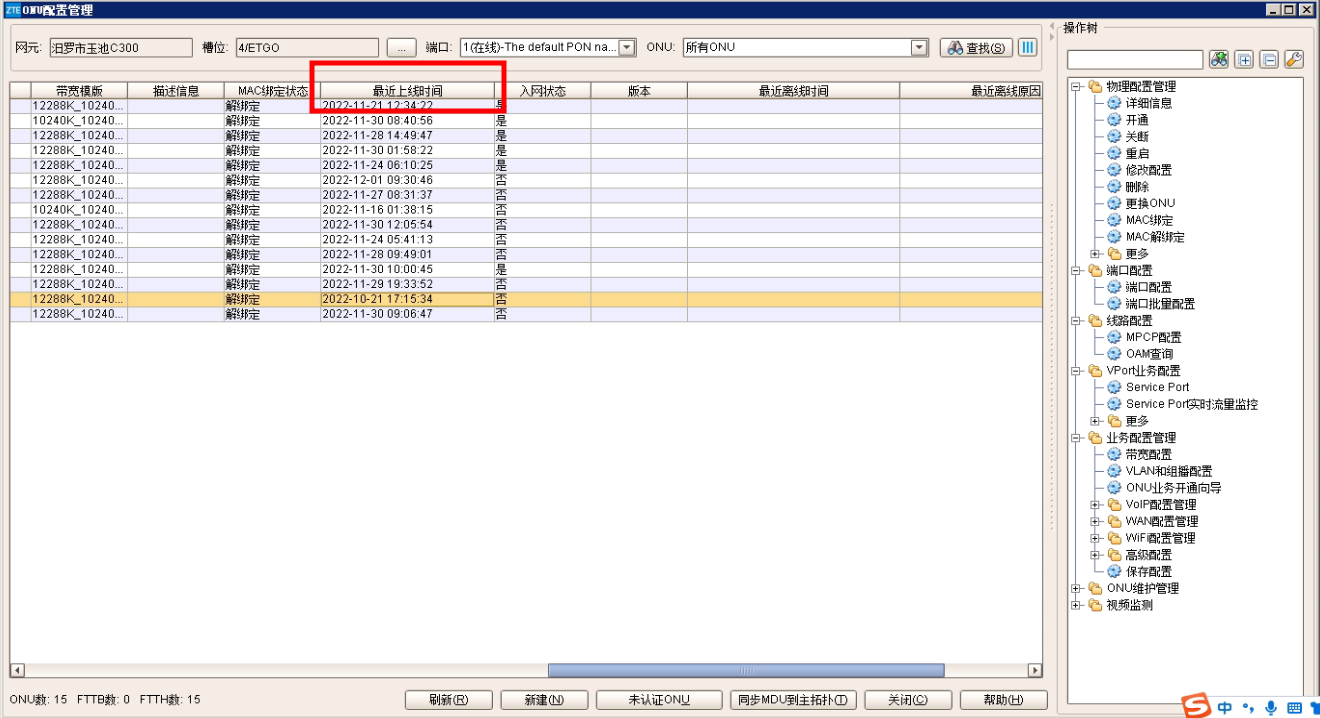 ZTE ONU配置管理
网元: 汨罗市玉池C300 槽位: 4/ETGO ... 端口: 1(在线)-The default PON na... ONU: 所有ONU 查找(S)
带宽模版 描述信息 MAC绑定状态 最近上线时间 入网状态 版本 最近离线时间 最近离线原因
12288K_10240... 解绑定 2022-11-21 12:34:22 是
10240K_10240... 解绑定 2022-11-30 08:40:56 是
12288K_10240... 解绑定 2022-11-28 14:49:47 是
12288K_10240... 解绑定 2022-11-30 01:58:22 是
12288K_10240... 解绑定 2022-11-24 06:10:25 是
12288K_10240... 解绑定 2022-12-01 09:30:46 否
12288K_10240... 解绑定 2022-11-27 08:31:37 否
10240K_10240... 解绑定 2022-11-16 01:38:15 否
12288K_10240... 解绑定 2022-11-30 12:05:54 否
12288K_10240... 解绑定 2022-11-24 05:41:13 否
12288K_10240... 解绑定 2022-11-28 09:49:01 否
12288K_10240... 解绑定 2022-11-30 10:00:45 是
12288K_10240... 解绑定 2022-11-29 19:33:52 否
12288K_10240... 解绑定 2022-10-21 17:15:34 否
12288K_10240... 解绑定 2022-11-30 09:06:47 否
ONU数: 15 FTTB数: 0 FTTH数: 15
刷新(R) 新建(N) 未认证ONU 同步MDU到主拓扑(T) 关闭(C) 帮助(H)
操作树
物理配置管理
详细信息
开通
关断
重启
修改配置
删除
更换ONU
MAC绑定
MAC解绑定
更多
端口配置
端口配置
端口批量配置
线路配置
MPCP配置
OAM查询
VPort业务配置
Service Port
Service Port实时流量监控
更多
业务配置管理
带宽配置
VLAN和组播配置
ONU业务开通向导
VoIP配置管理
WAN配置管理
WiFi配置管理
高级配置
保存配置
ONU维护管理
视频监测
S 中